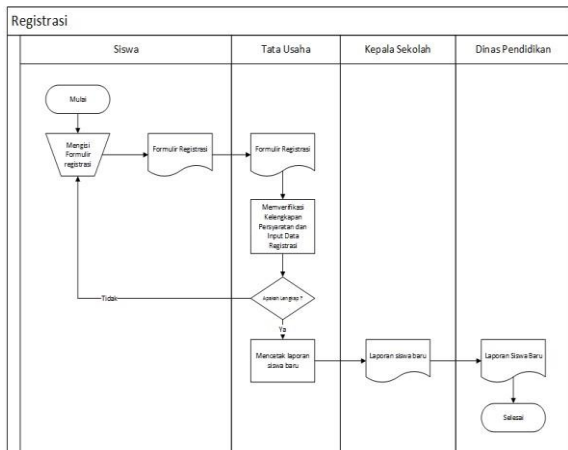 Registrasi
Siswa
Tata Usaha
Kepala Sekolah
Dinas Pendidikan
Mulai
Mengisi
Formulir
registrasi
Formulir Registrasi
Formulir Registrasi
Memverifikasi
Kelengkapan
Persyaratan dan
Input Data
Registrasi
Apakah Lengkap ?
Tidak
Ya
Mencetak laporan
siswa baru
Laporan siswa baru
Laporan Siswa Baru
Selesai